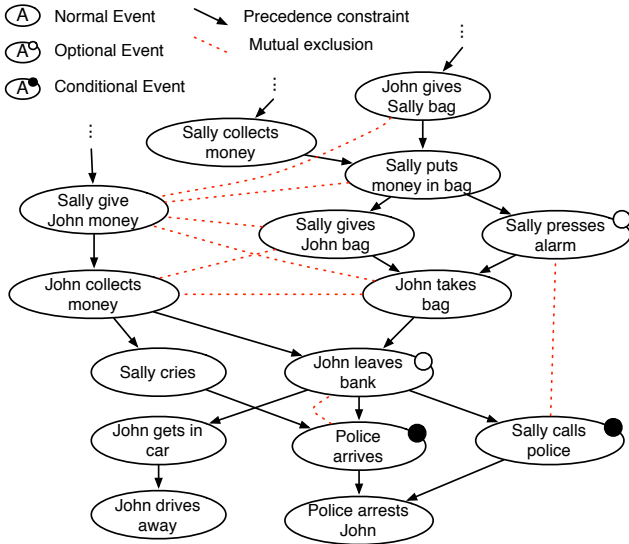 A Normal Event
Precedence constraint
A Optional Event
Mutual exclusion
A Conditional Event
...
John gives
Sally bag
...
Sally collects
money
...
Sally puts
money in bag
Sally give
John money
Sally gives
John bag
Sally presses
alarm
John collects
money
John takes
bag
Sally cries
John leaves
bank
John gets in
car
Police
arrives
Sally calls
police
John drives
away
Police arrests
John